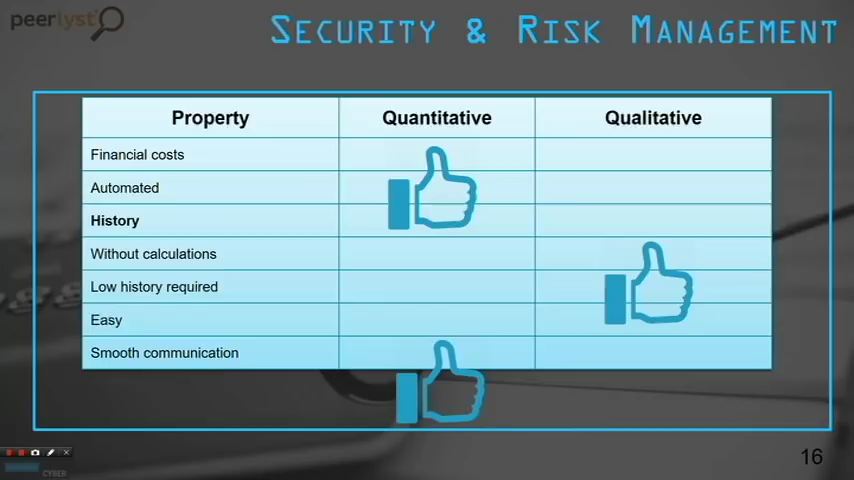 peerlyst
SECURITY & RISK MANAGEMENT
Property Quantitative Qualitative
Financial costs
Automated
History
Without calculations
Low history required
Easy
Smooth communication
16
CYBER